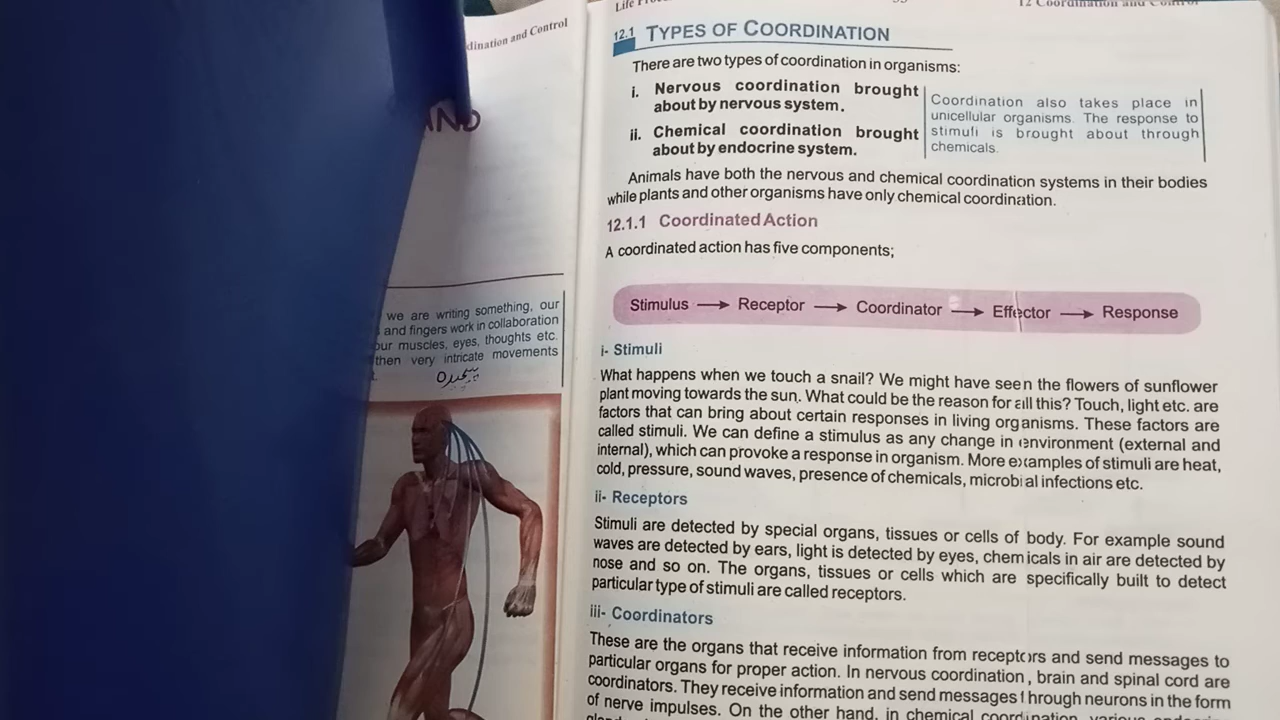 dination and Control
AND
we are writing something, our
and fingers work in collaboration
our muscles, eyes, thoughts etc.
then very intricate movements
12 Coordination and Control
12.1 TYPES OF COORDINATION
There are two types of coordination in organisms:
i. Nervous coordination brought
about by nervous system.
ii. Chemical coordination brought
about by endocrine system.
Coordination also takes place in
unicellular organisms. The response to
stimuli is brought about through
chemicals.
Animals have both the nervous and chemical coordination systems in their bodies
while plants and other organisms have only chemical coordination.
12.1.1 Coordinated Action
A coordinated action has five components;
Stimulus → Receptor → Coordinator → Effector → Response
i- Stimuli
What happens when we touch a snail? We might have seen the flowers of sunflower
plant moving towards the sun. What could be the reason for all this? Touch, light etc. are
factors that can bring about certain responses in living organisms. These factors are
called stimuli. We can define a stimulus as any change in environment (external and
internal), which can provoke a response in organism. More examples of stimuli are heat,
cold, pressure, sound waves, presence of chemicals, microbial infections etc.
ii- Receptors
Stimuli are detected by special organs, tissues or cells of body. For example sound
waves are detected by ears, light is detected by eyes, chemicals in air are detected by
nose and so on. The organs, tissues or cells which are specifically built to detect
particular type of stimuli are called receptors.
iii- Coordinators
These are the organs that receive information from receptors and send messages to
particular organs for proper action. In nervous coordination, brain and spinal cord are
coordinators. They receive information and send messages through neurons in the form
of nerve impulses. On the other hand, in chemical coordination, various